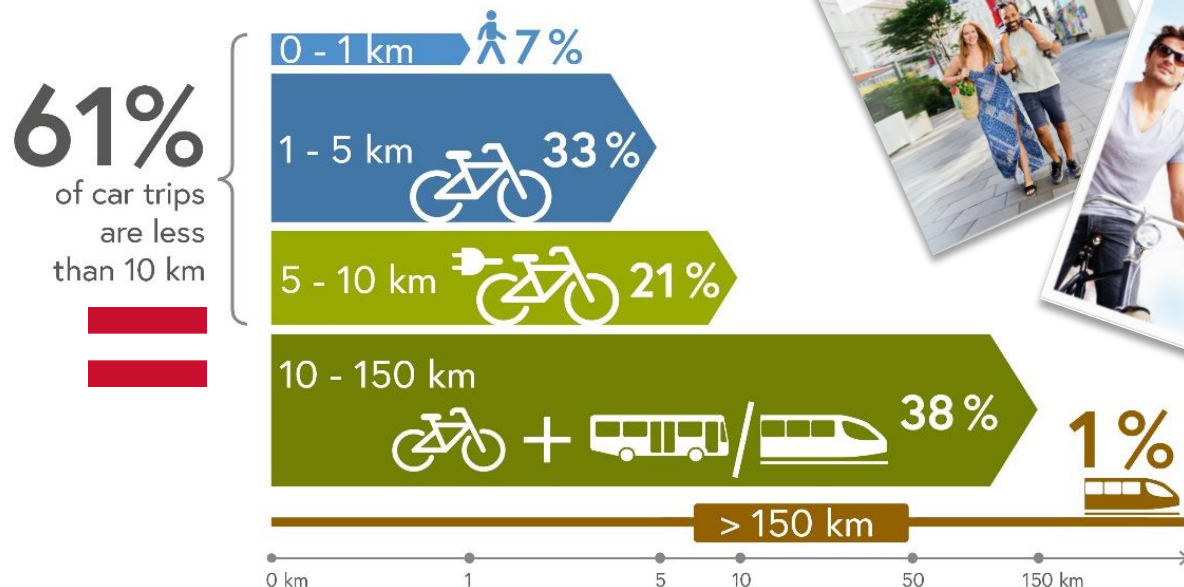 0 - 1 km 7 %
61%
of car trips
are less
than 10 km
1 - 5 km 33 %
5 - 10 km 21 %
10 - 150 km
38 %
1 %
> 150 km
0 km 1 5 10 50 150 km